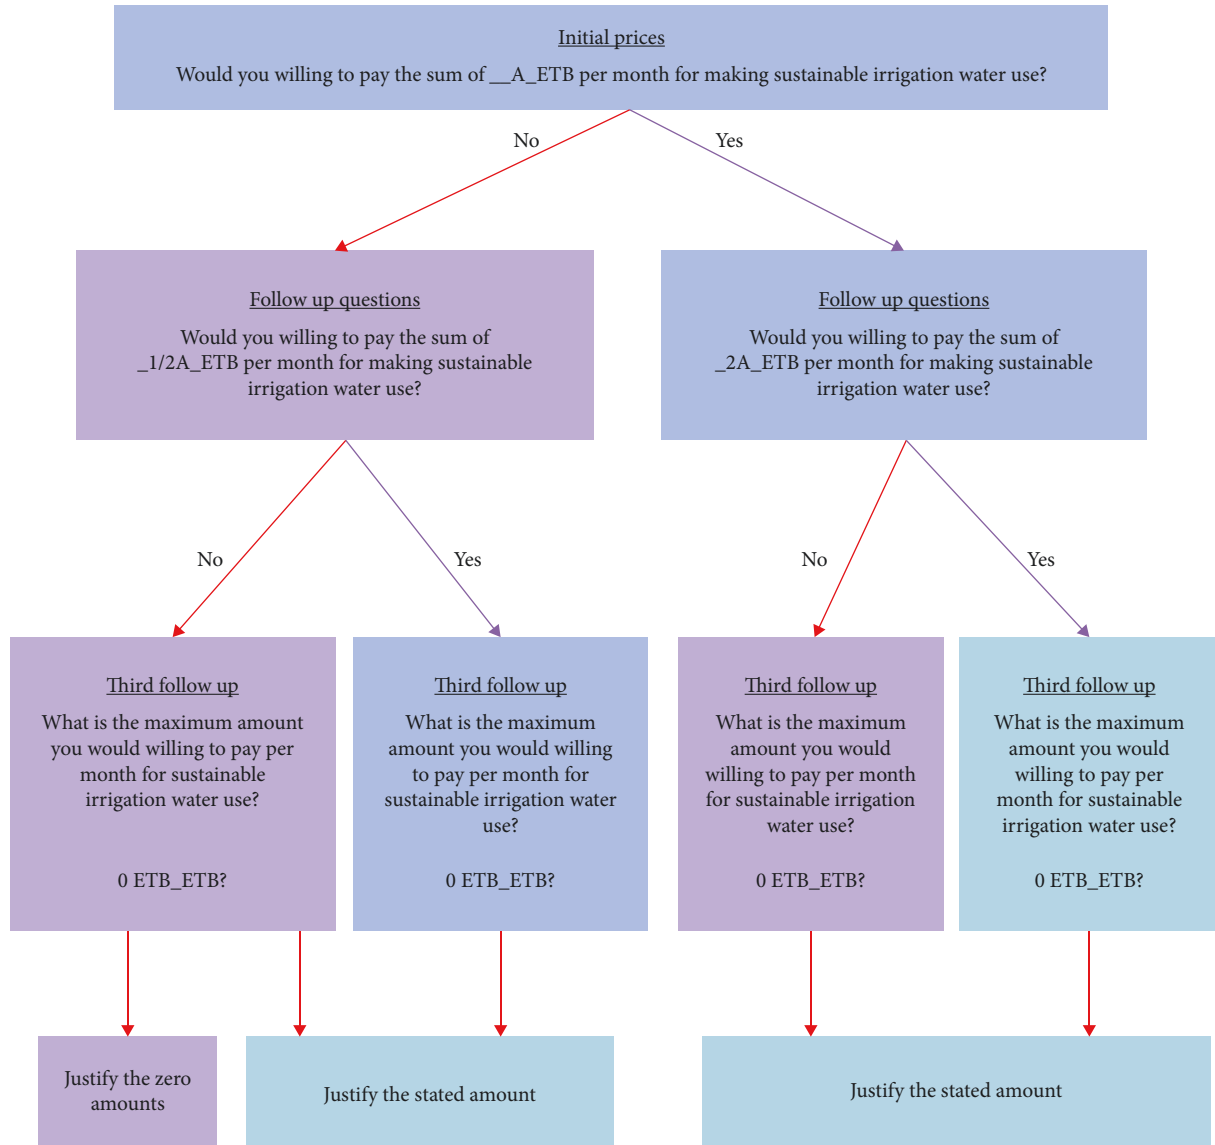 Initial prices
Would you willing to pay the sum of __A_ETB per month for making sustainable irrigation water use?
No
Yes
Follow up questions
Would you willing to pay the sum of
_1/2A_ETB per month for making sustainable
irrigation water use?
Follow up questions
Would you willing to pay the sum of
_2A_ETB per month for making sustainable
irrigation water use?
No
Yes
No
Yes
Third follow up
What is the maximum amount
you would willing to pay per
month for sustainable
irrigation water use?
0 ETB_ETB?
Third follow up
What is the maximum
amount you would willing
to pay per month for
sustainable irrigation water
use?
0 ETB_ETB?
Third follow up
What is the maximum
amount you would
willing to pay per month
for sustainable irrigation
water use?
0 ETB_ETB?
Third follow up
What is the maximum
amount you would
willing to pay per
month for sustainable
irrigation water use?
0 ETB_ETB?
Justify the zero
amounts
Justify the stated amount
Justify the stated amount